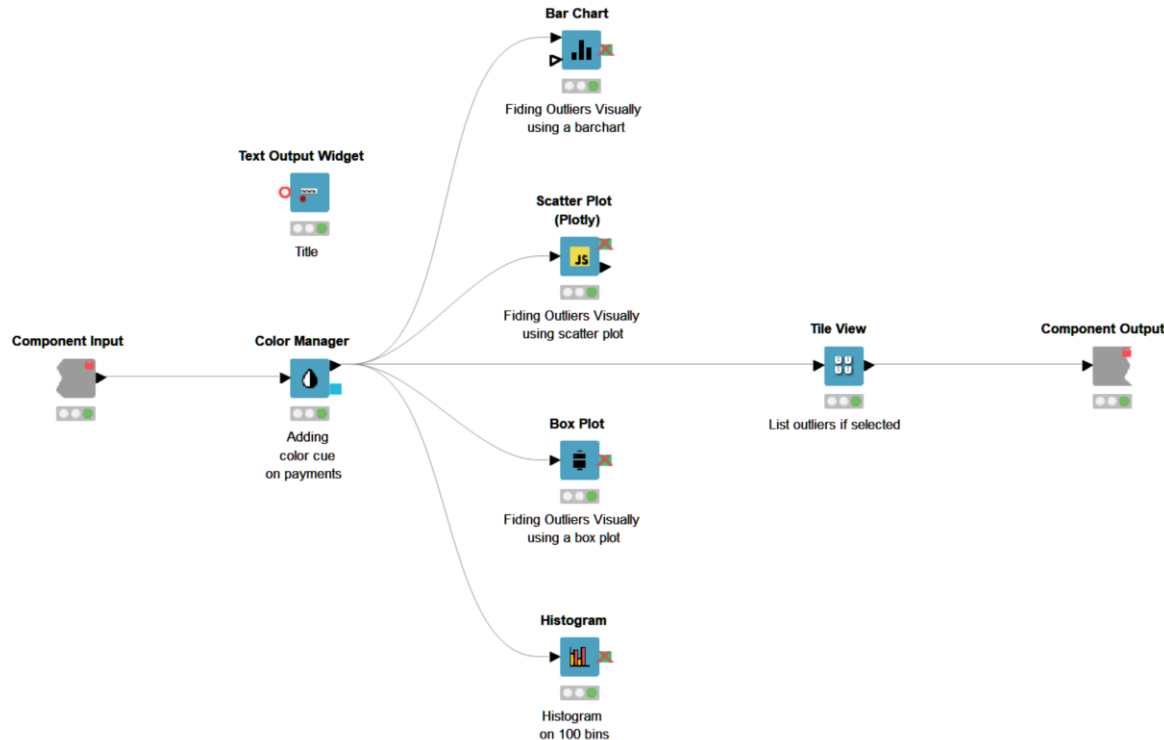 Bar Chart
Fiding Outliers Visually
using a barchart
Text Output Widget
Title
Scatter Plot
(Plotly)
JS
Fiding Outliers Visually
using scatter plot
Component Input
Color Manager
Adding
color cue
on payments
Tile View
List outliers if selected
Component Output
Box Plot
Fiding Outliers Visually
using a box plot
Histogram
Histogram
on 100 bins